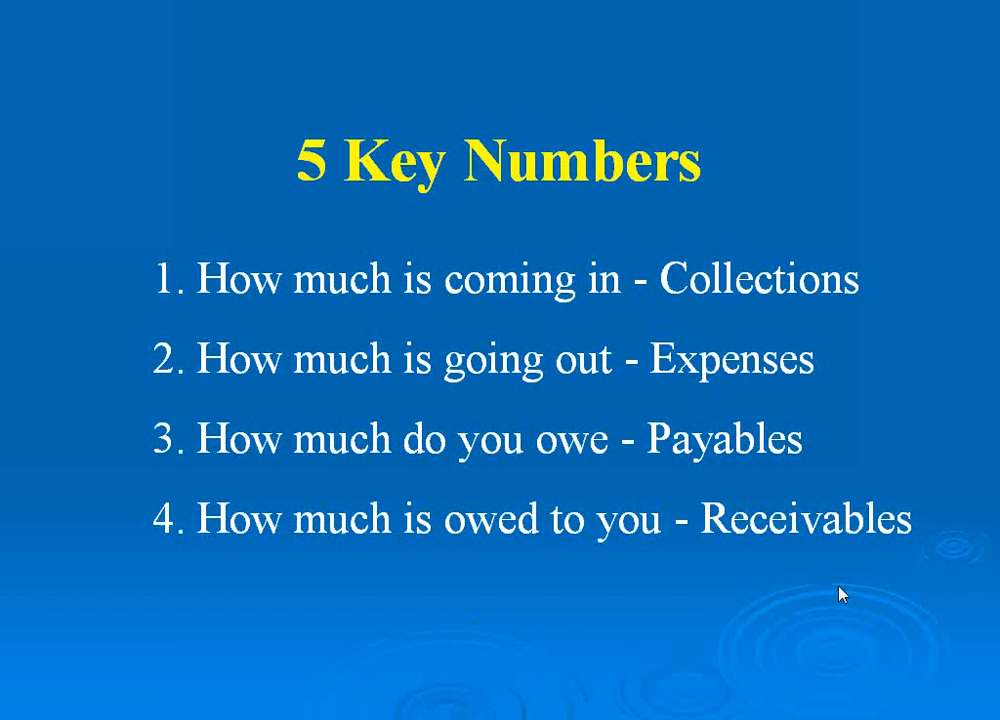 5 Key Numbers
1. How much is coming in - Collections
2. How much is going out - Expenses
3. How much do you owe - Payables
4. How much is owed to you - Receivables